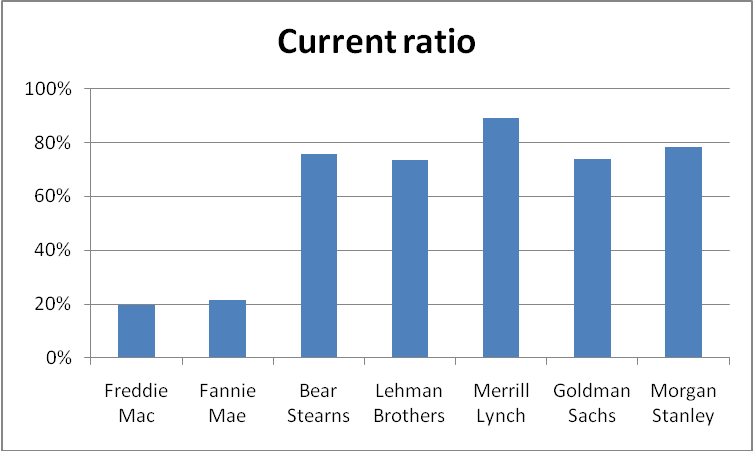 Current ratio
100%
80%
60%
40%
20%
0%
Freddie Mac
Fannie Mae
Bear Stearns
Lehman Brothers
Merrill Lynch
Goldman Sachs
Morgan Stanley